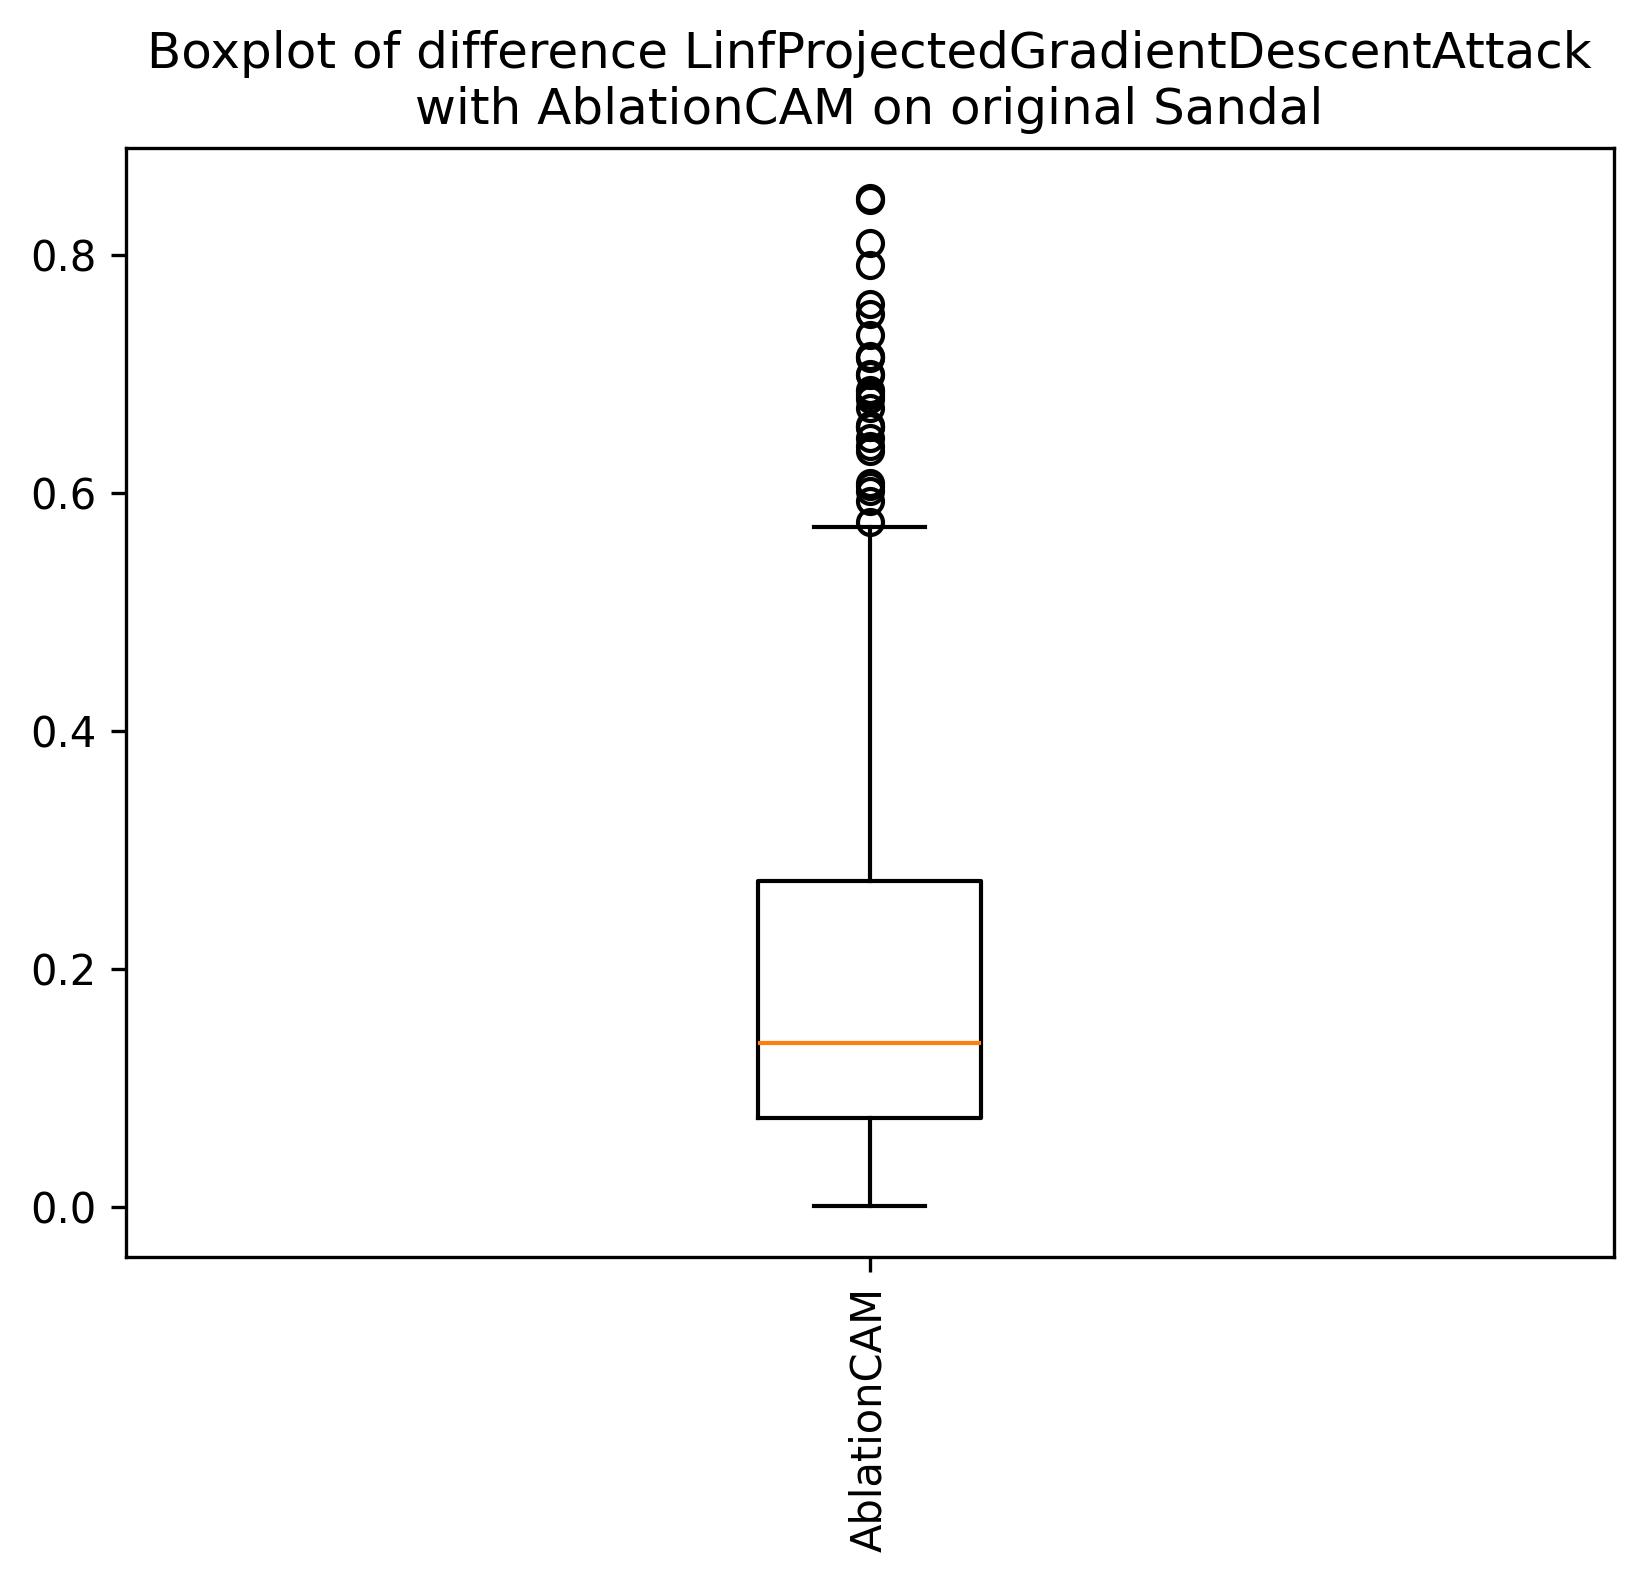 Boxplot of difference LinfProjectedGradientDescentAttack
with AblationCAM on original Sandal
0.8
0.6
0.4
0.2
0.0
AblationCAM